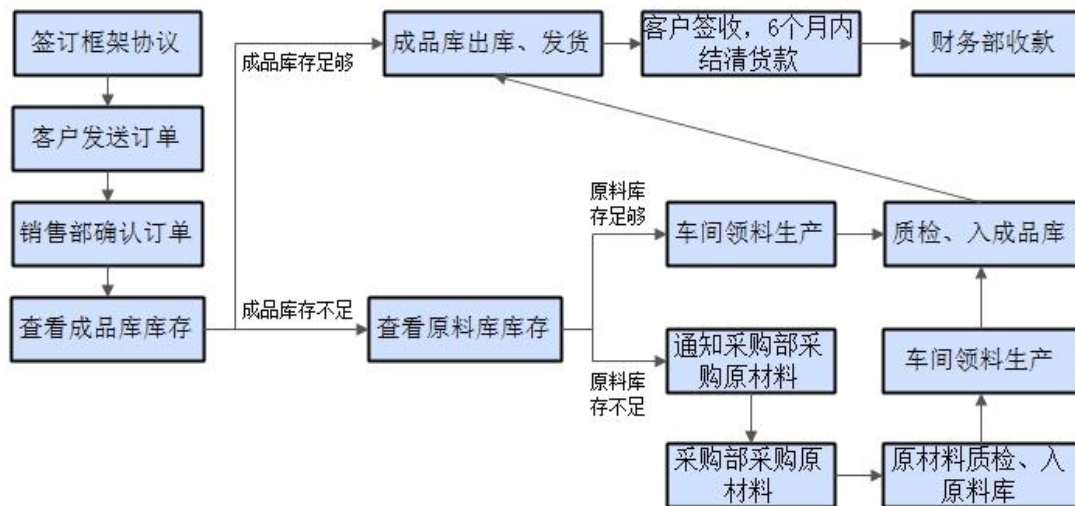 签订框架协议
成品库出库、发货
客户签收，6个月内
结清货款
财务部收款
成品库存足够
客户发送订单
销售部确认订单
原料库
存足够
车间领料生产
质检、入成品库
查看成品库库存
成品库存不足
查看原料库库存
通知采购部采
购原材料
车间领料生产
原料库
存不足
采购部采购原
材料
原材料质检、入
原料库